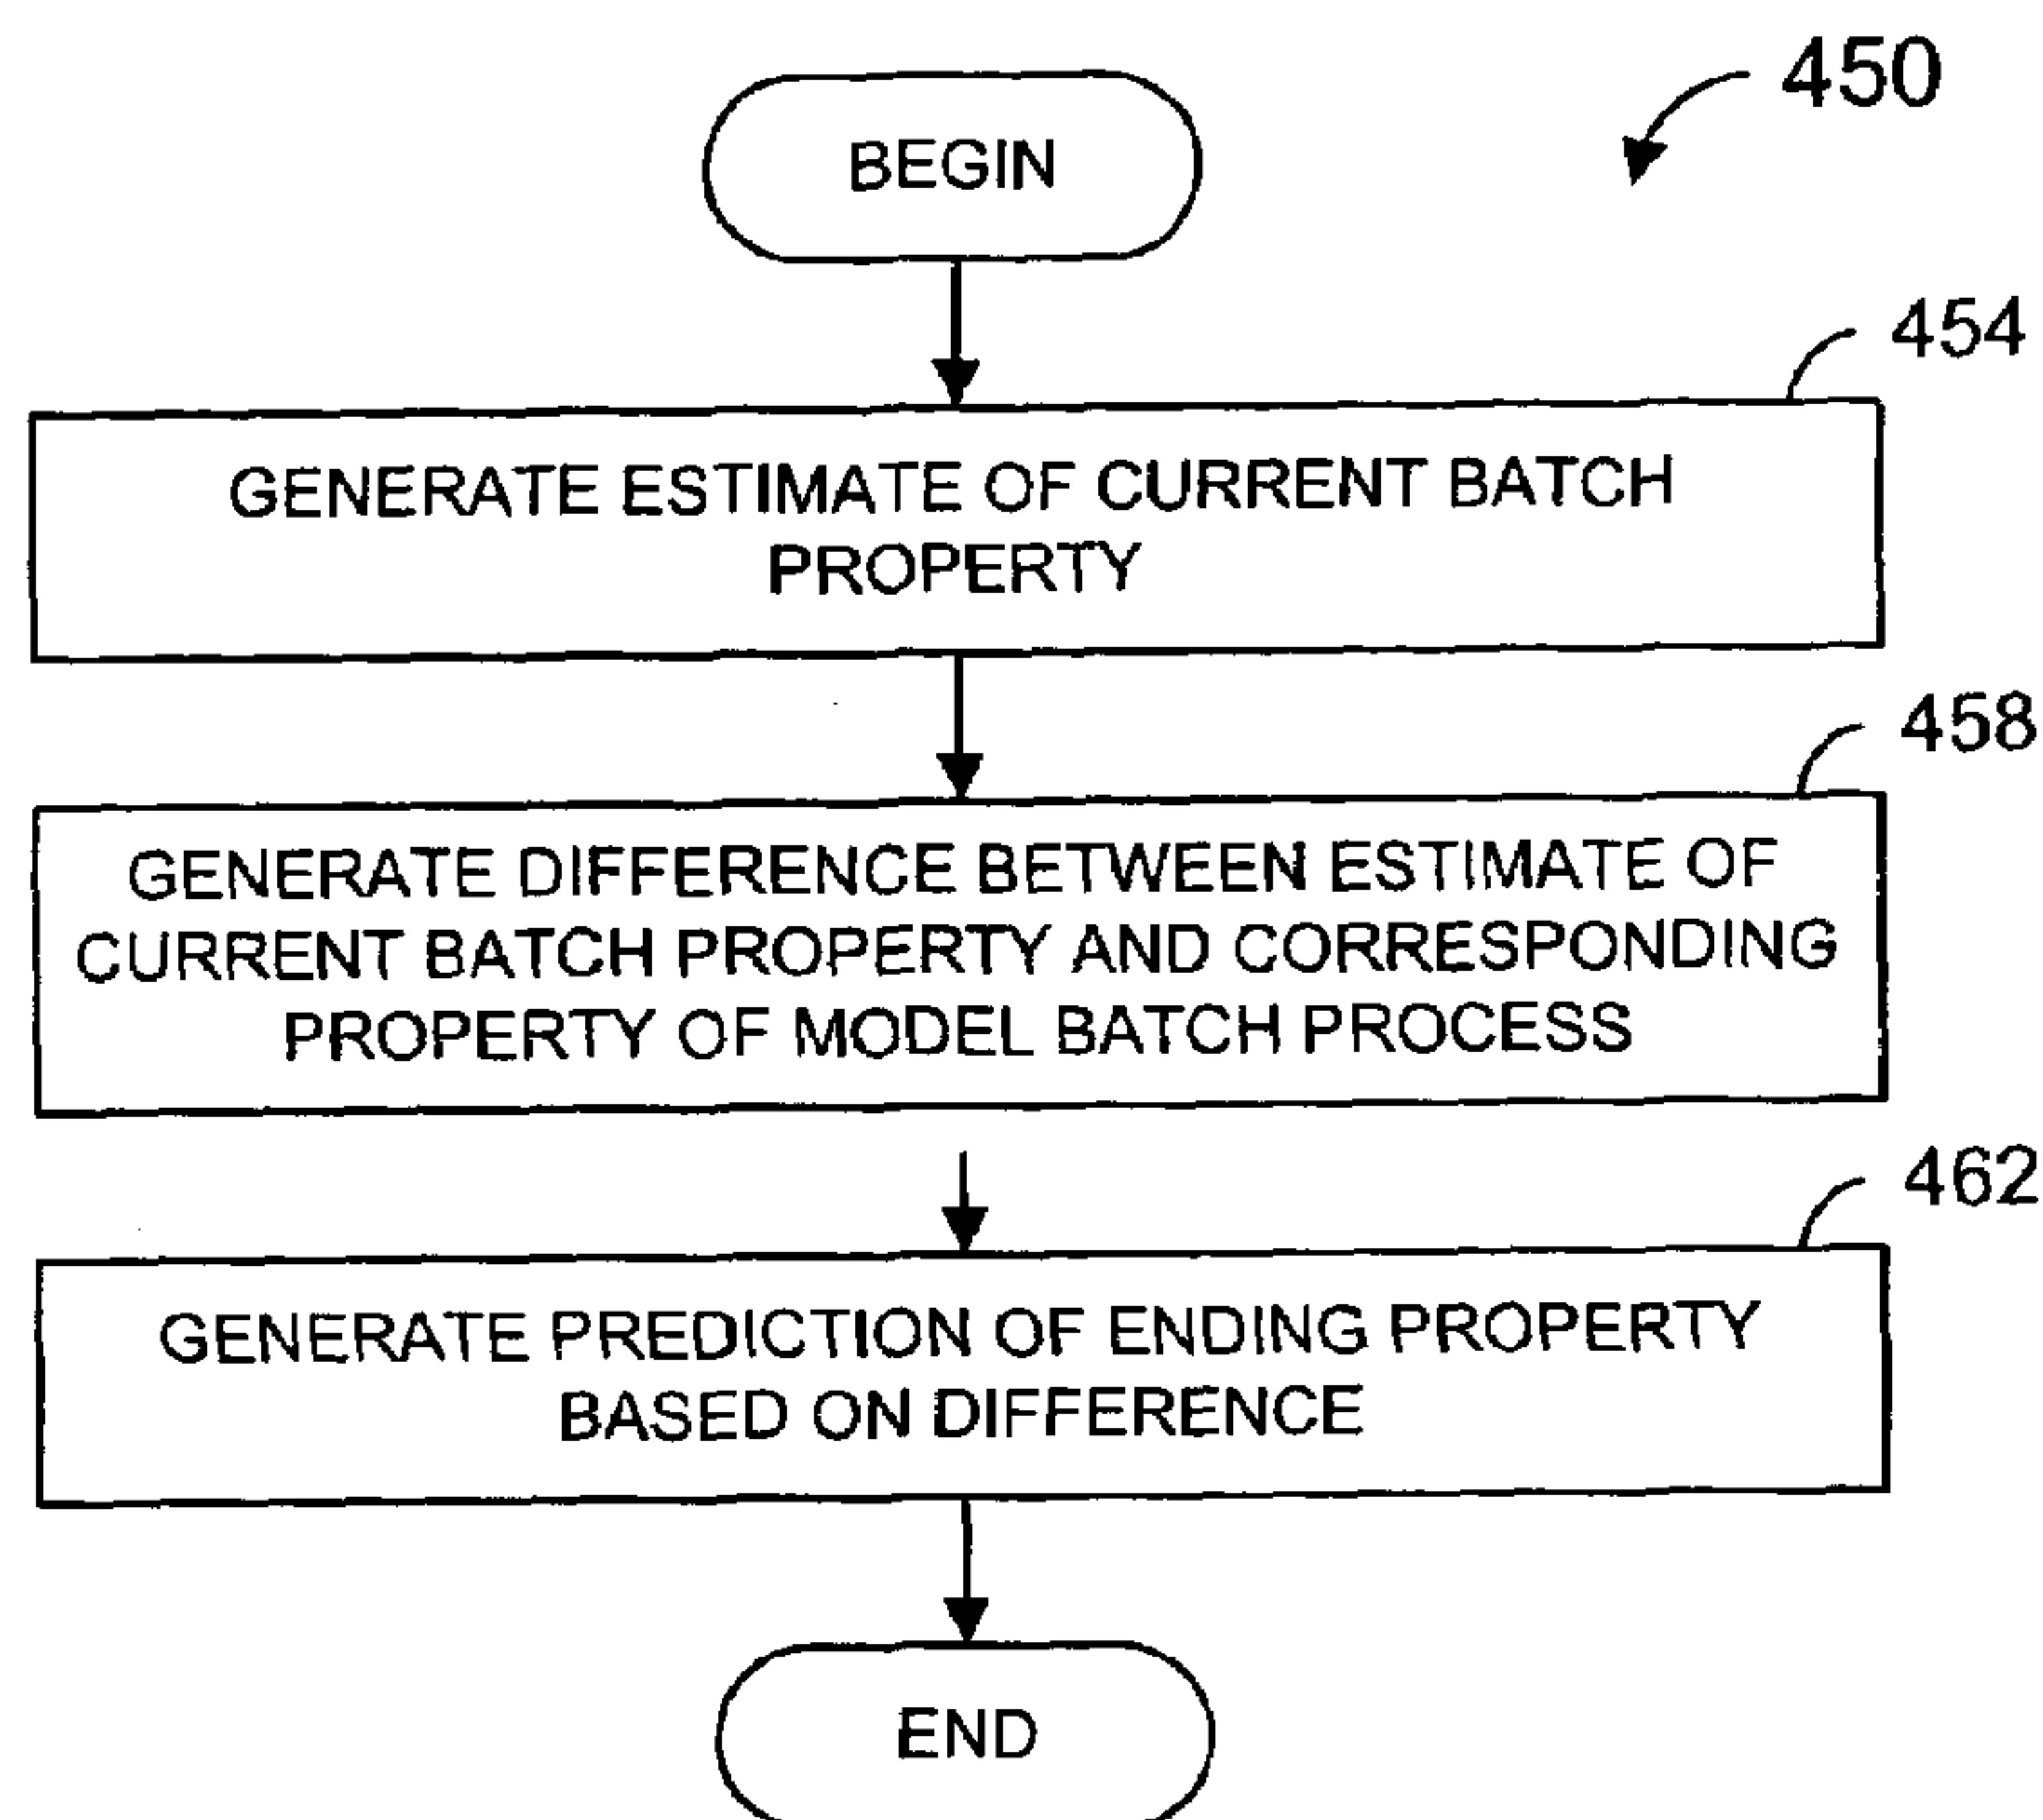 450
BEGIN
454
GENERATE ESTIMATE OF CURRENT BATCH
PROPERTY
458
GENERATE DIFFERENCE BETWEEN ESTIMATE OF
CURRENT BATCH PROPERTY AND CORRESPONDING
PROPERTY OF MODEL BATCH PROCESS
462
GENERATE PREDICTION OF ENDING PROPERTY
BASED ON DIFFERENCE
END